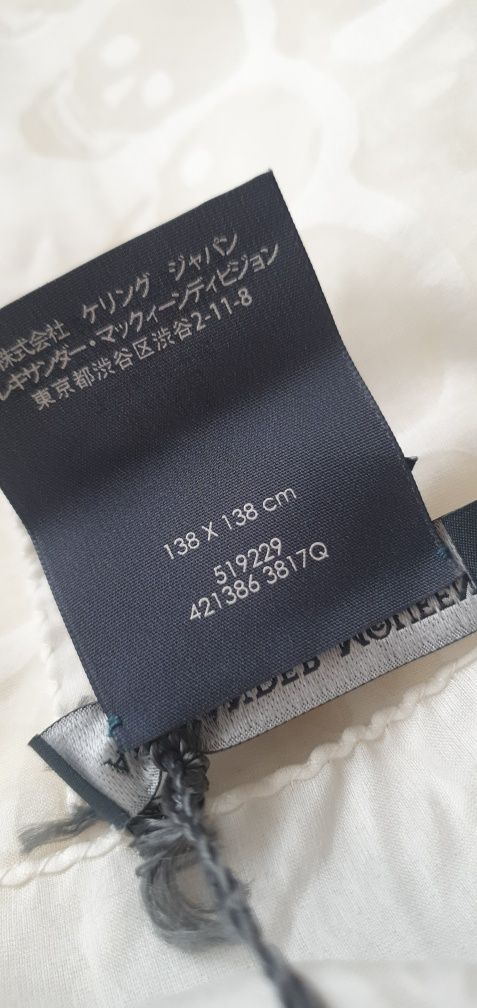 株式会社 ケリング ジャパン
レキサンダー・マックィーンディビジョン
東京都渋谷区渋谷2-11-8
138 X 138 cm
519229
421386 3817Q